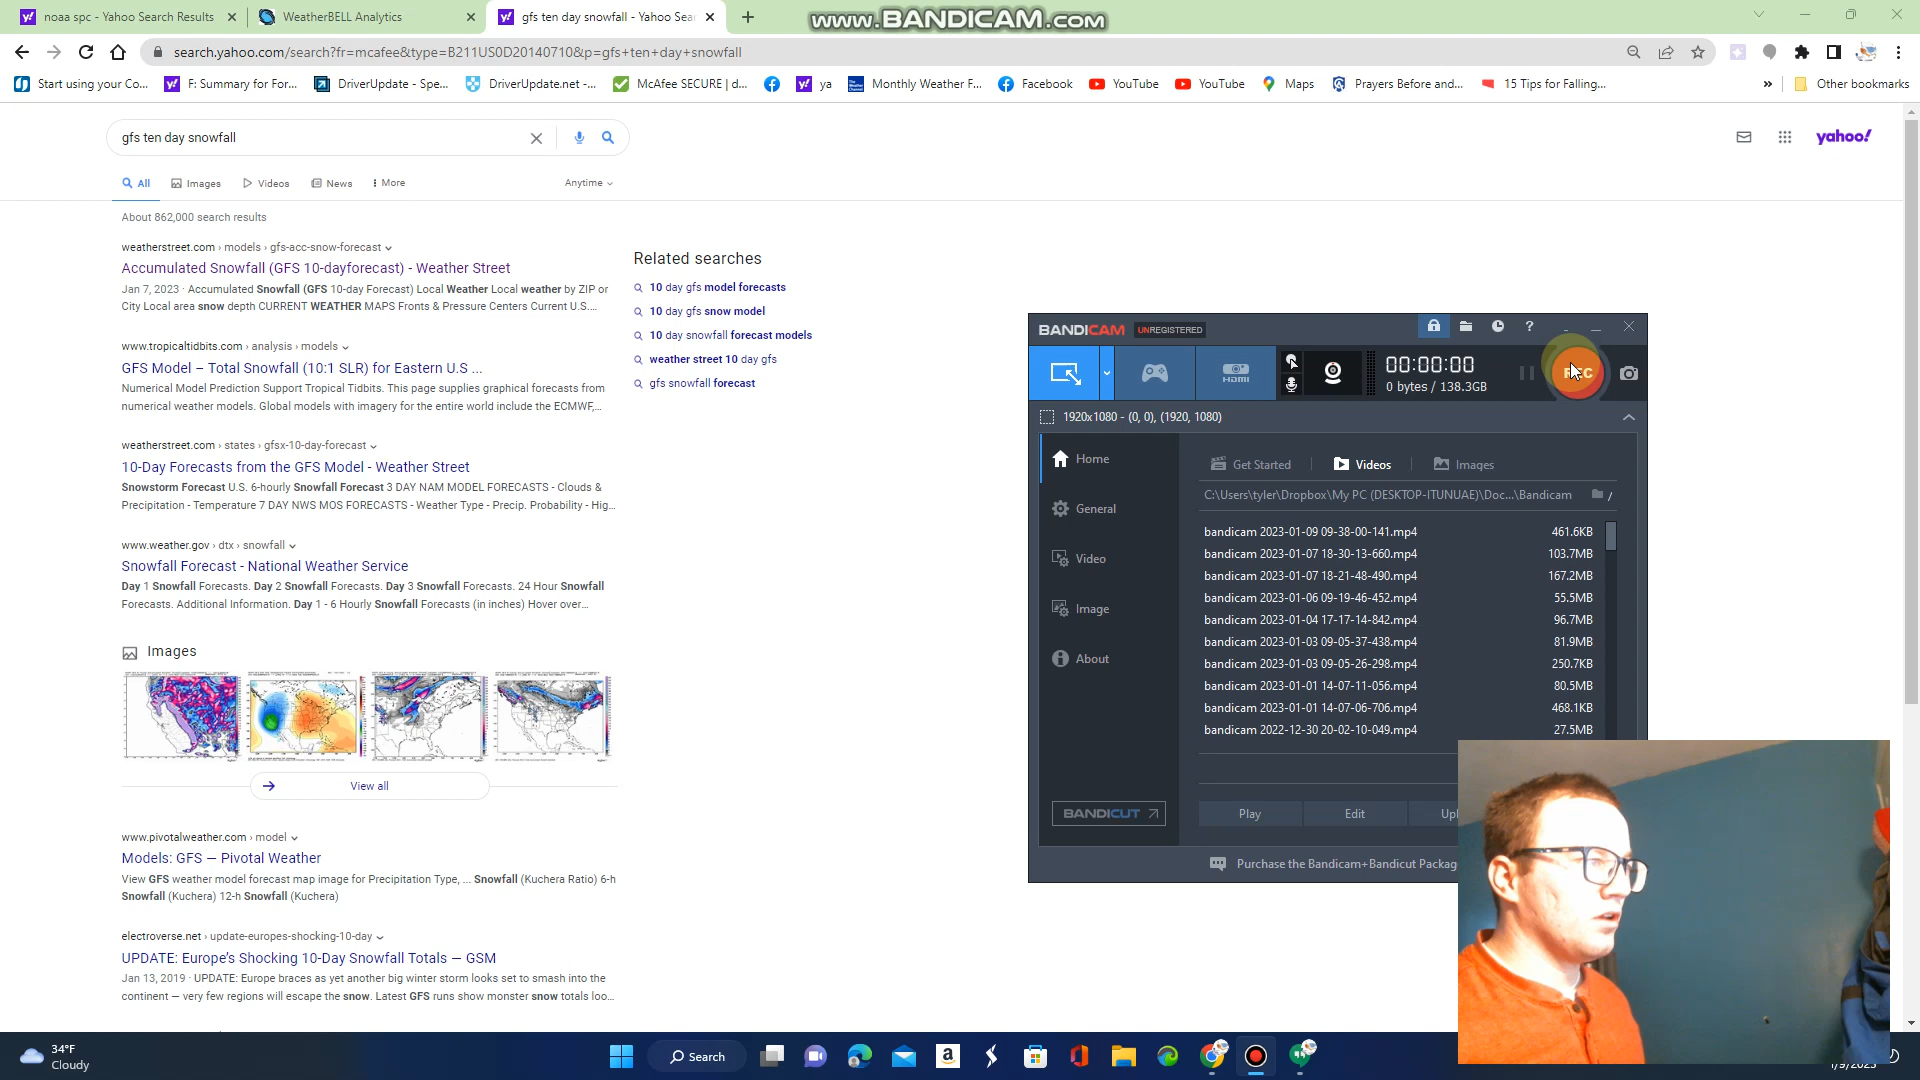 noaa spc - Yahoo Search Results
WeatherBELL Analytics
gfs ten day snowfall - Yahoo Sea
www.BANDICAM.com
search.yahoo.com/search?fr=mcafee&type=B211US0D20140710&p=gfs+ten+day+snowfall
Start using your Co...
F: Summary for For...
DriverUpdate - Spe...
DriverUpdate.net -...
McAfee SECURE | d...
ya
Monthly Weather F...
Facebook
YouTube
YouTube
Maps
Prayers Before and...
15 Tips for Falling...
»
Other bookmarks
gfs ten day snowfall
yahoo!
All
Images
Videos
News
More
Anytime
About 862,000 search results
weatherstreet.com › models › gfs-acc-snow-forecast
Accumulated Snowfall (GFS 10-dayforecast) - Weather Street
Jan 7, 2023 · Accumulated Snowfall (GFS 10-day Forecast) Local Weather Local weather by ZIP or
City Local area snow depth CURRENT WEATHER MAPS Fronts & Pressure Centers Current U.S....
www.tropicaltidbits.com › analysis › models
GFS Model – Total Snowfall (10:1 SLR) for Eastern U.S ...
Numerical Model Prediction Support Tropical Tidbits. This page supplies graphical forecasts from
numerical weather models. Global models with imagery for the entire world include the ECMWF,...
weatherstreet.com › states › gfsx-10-day-forecast
10-Day Forecasts from the GFS Model - Weather Street
Snowstorm Forecast U.S. 6-hourly Snowfall Forecast 3 DAY NAM MODEL FORECASTS - Clouds &
Precipitation - Temperature 7 DAY NWS MOS FORECASTS - Weather Type - Precip. Probability - Hig...
www.weather.gov › dtx › snowfall
Snowfall Forecast - National Weather Service
Day 1 Snowfall Forecasts. Day 2 Snowfall Forecasts. Day 3 Snowfall Forecasts. 24 Hour Snowfall
Forecasts. Additional Information. Day 1 - 6 Hourly Snowfall Forecasts (in inches) Hover over...
Images
View all
www.pivotalweather.com › model
Models: GFS — Pivotal Weather
View GFS weather model forecast map image for Precipitation Type, ... Snowfall (Kuchera Ratio) 6-h
Snowfall (Kuchera) 12-h Snowfall (Kuchera)
electroverse.net › update-europes-shocking-10-day
UPDATE: Europe's Shocking 10-Day Snowfall Totals — GSM
Jan 13, 2019 · UPDATE: Europe braces as yet another big winter storm looks set to smash into the
continent — very few regions will escape the snow. Latest GFS runs show monster snow totals loo...
Related searches
10 day gfs model forecasts
10 day gfs snow model
10 day snowfall forecast models
weather street 10 day gfs
gfs snowfall forecast
BANDICAM UNREGISTERED
HDMI
00:00:00
0 bytes / 138.3GB
REC
1920x1080 - (0, 0), (1920, 1080)
Home
General
Video
Image
About
BANDICUT
Get Started
Videos
Images
C:\Users\tyler\Dropbox\My PC (DESKTOP-ITUNUAE)\Doc...\Bandicam
bandicam 2023-01-09 09-38-00-141.mp4 461.6KB
bandicam 2023-01-07 18-30-13-660.mp4 103.7MB
bandicam 2023-01-07 18-21-48-490.mp4 167.2MB
bandicam 2023-01-06 09-19-46-452.mp4 55.5MB
bandicam 2023-01-04 17-17-14-842.mp4 96.7MB
bandicam 2023-01-03 09-05-37-438.mp4 81.9MB
bandicam 2023-01-03 09-05-26-298.mp4 250.7KB
bandicam 2023-01-01 14-07-11-056.mp4 80.5MB
bandicam 2023-01-01 14-07-06-706.mp4 468.1KB
bandicam 2022-12-30 20-02-10-049.mp4 27.5MB
Play
Edit
Upl
Purchase the Bandicam+Bandicut Packag
34°F
Cloudy
Search
1/9/2023